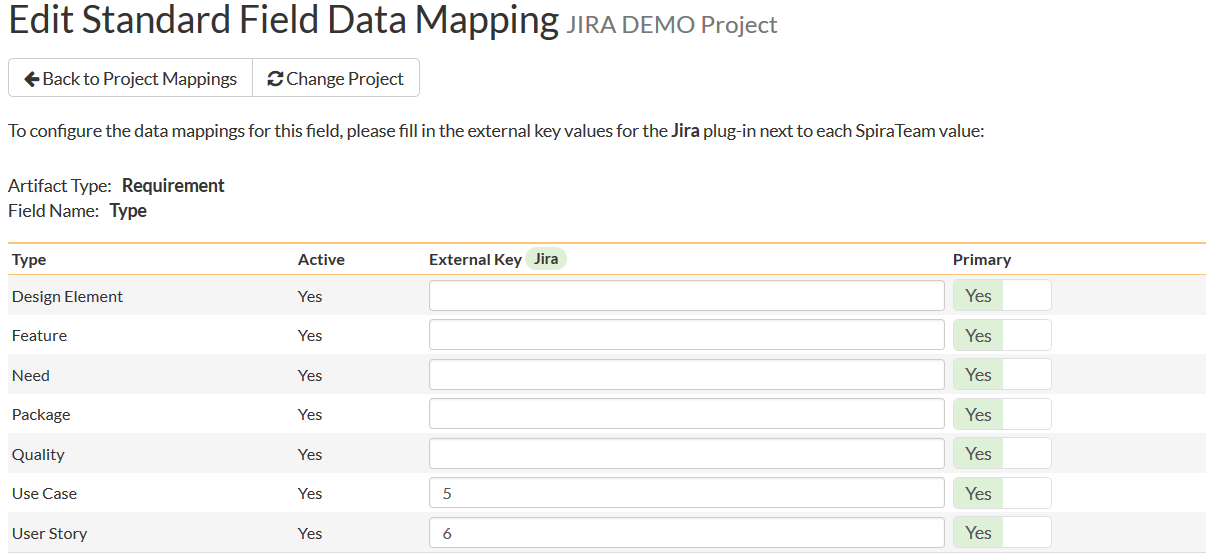 Edit Standard Field Data Mapping JIRA DEMO Project
Back to Project Mappings Change Project
To configure the data mappings for this field, please fill in the external key values for the Jira plug-in next to each SpiraTeam value:
Artifact Type: Requirement
Field Name: Type
Type Active External Key Jira Primary
Design Element Yes Yes
Feature Yes Yes
Need Yes Yes
Package Yes Yes
Quality Yes Yes
Use Case Yes 5 Yes
User Story Yes 6 Yes